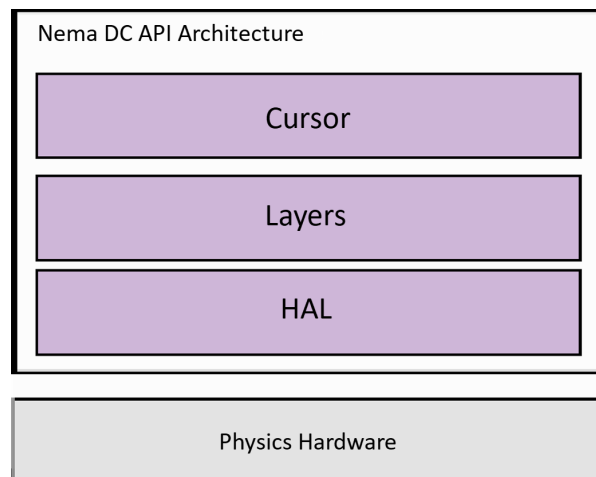 Nema DC API Architecture
Cursor
Layers
HAL
Physics Hardware